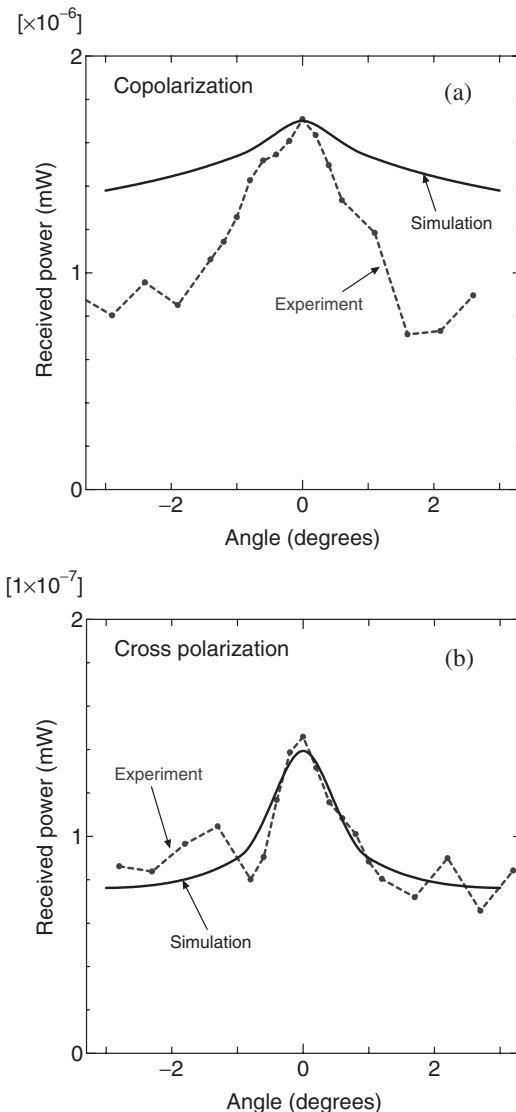 [×10⁻⁶]
2
Copolarization
(a)
Received power (mW)
Simulation
1
Experiment
0
−2
0
2
Angle (degrees)
[1×10⁻⁷]
2
Cross polarization
(b)
Received power (mW)
Experiment
1
Simulation
0
−2
0
2
Angle (degrees)